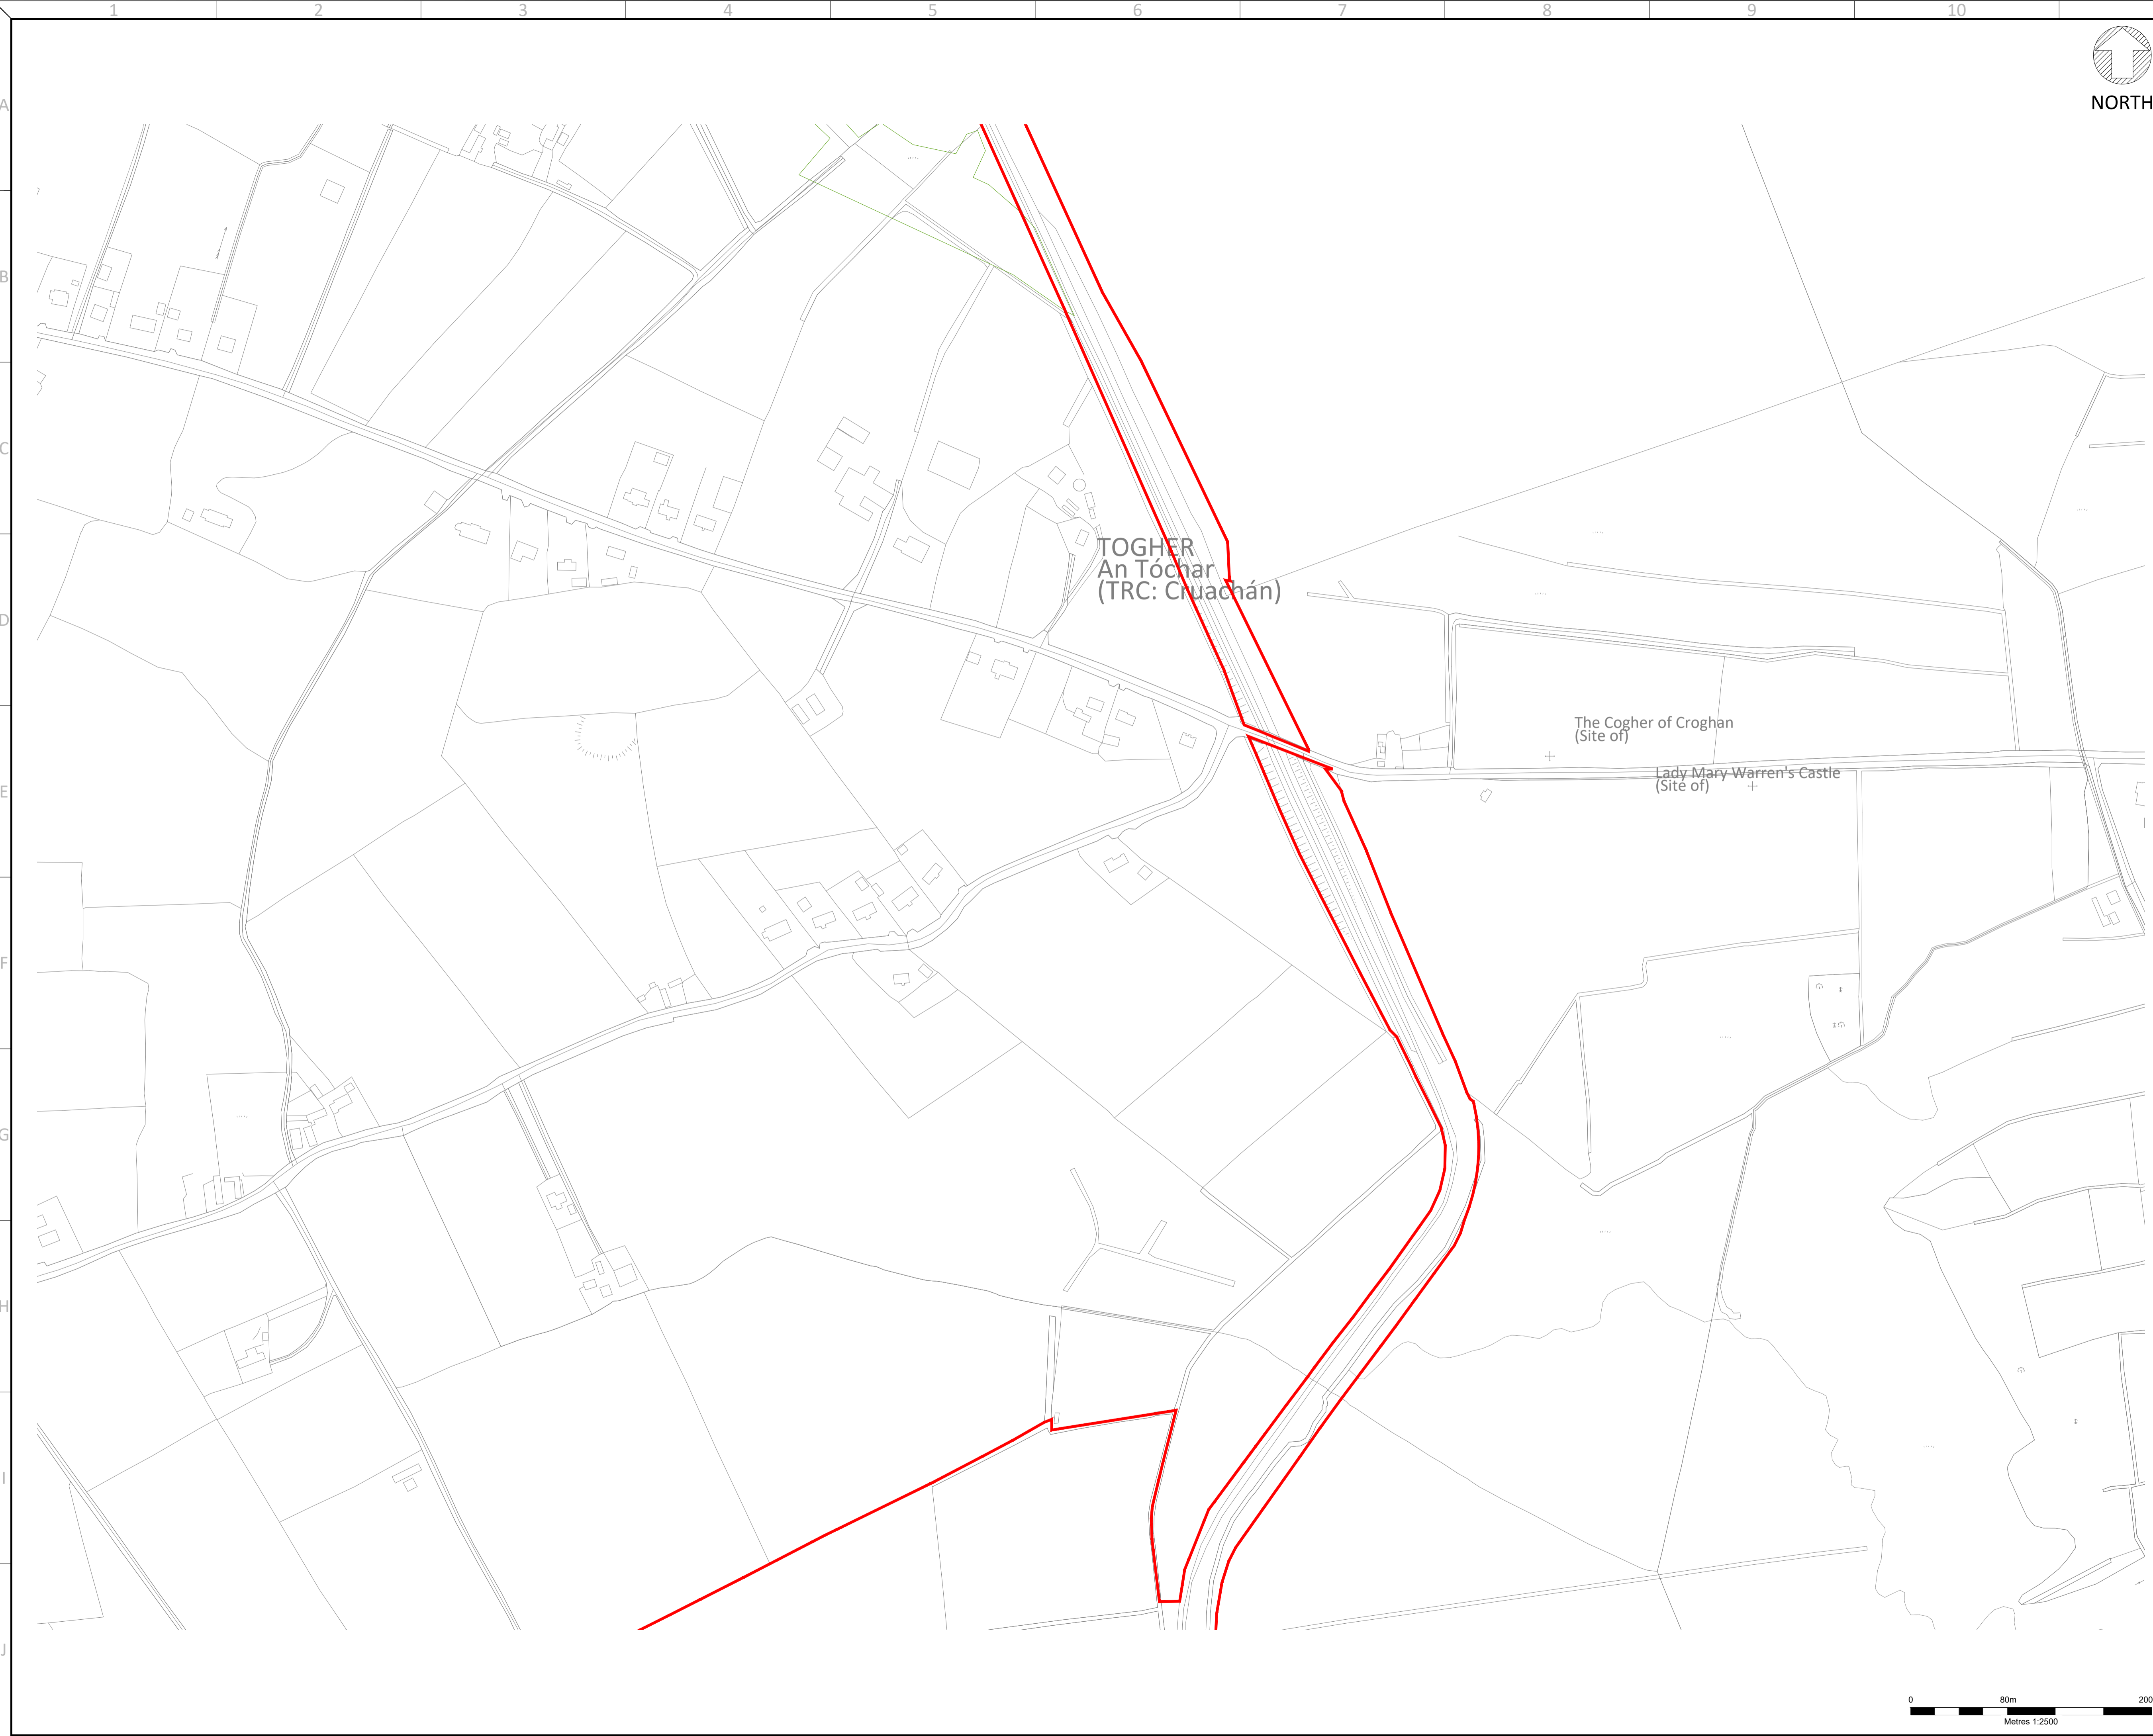 1 2 3 4 5 6 7 8 9 10
NORTH
A
B
C
D
E
F
G
H
I
J
TOGHER
An Tóchar
(TRC: Cruachán)
The Cogher of Croghan
(Site of)
Lady Mary Warren's Castle
(Site of)
0 80m 200
Metres 1:2500